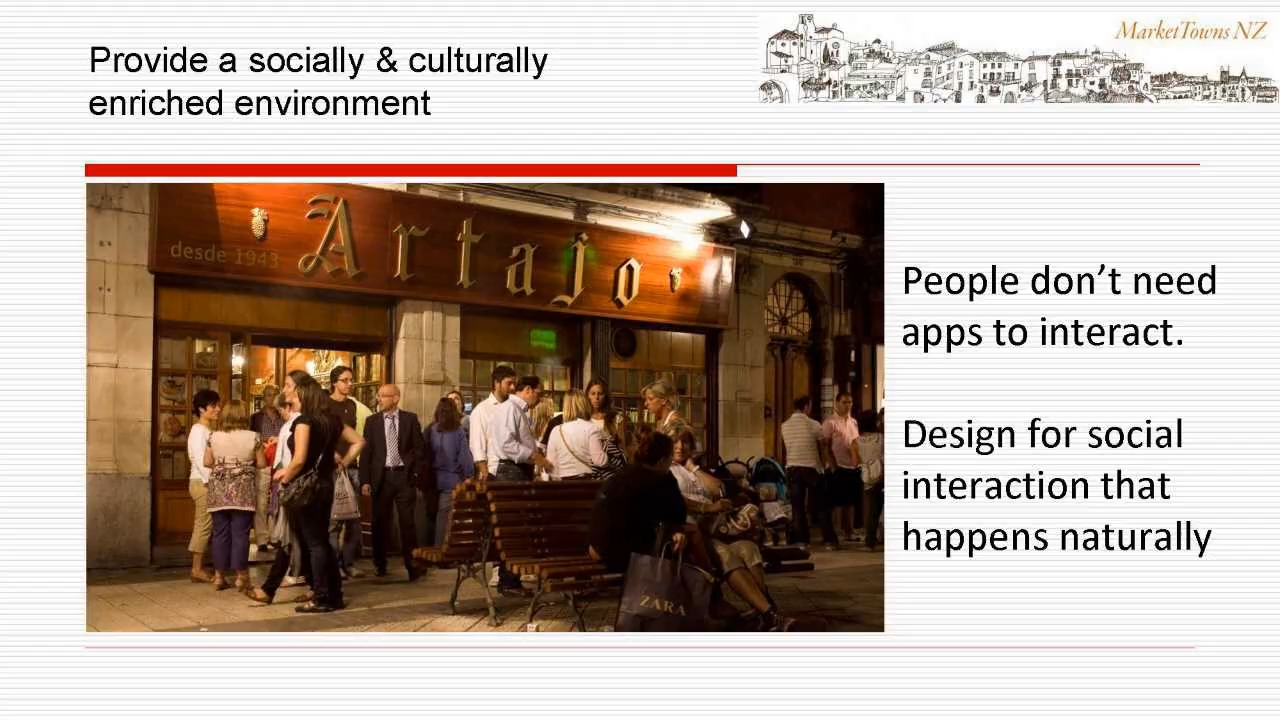 Provide a socially & culturally
enriched environment
MarketTowns NZ
desde 1943
Artajo
ZARA
People don’t need
apps to interact.
Design for social
interaction that
happens naturally